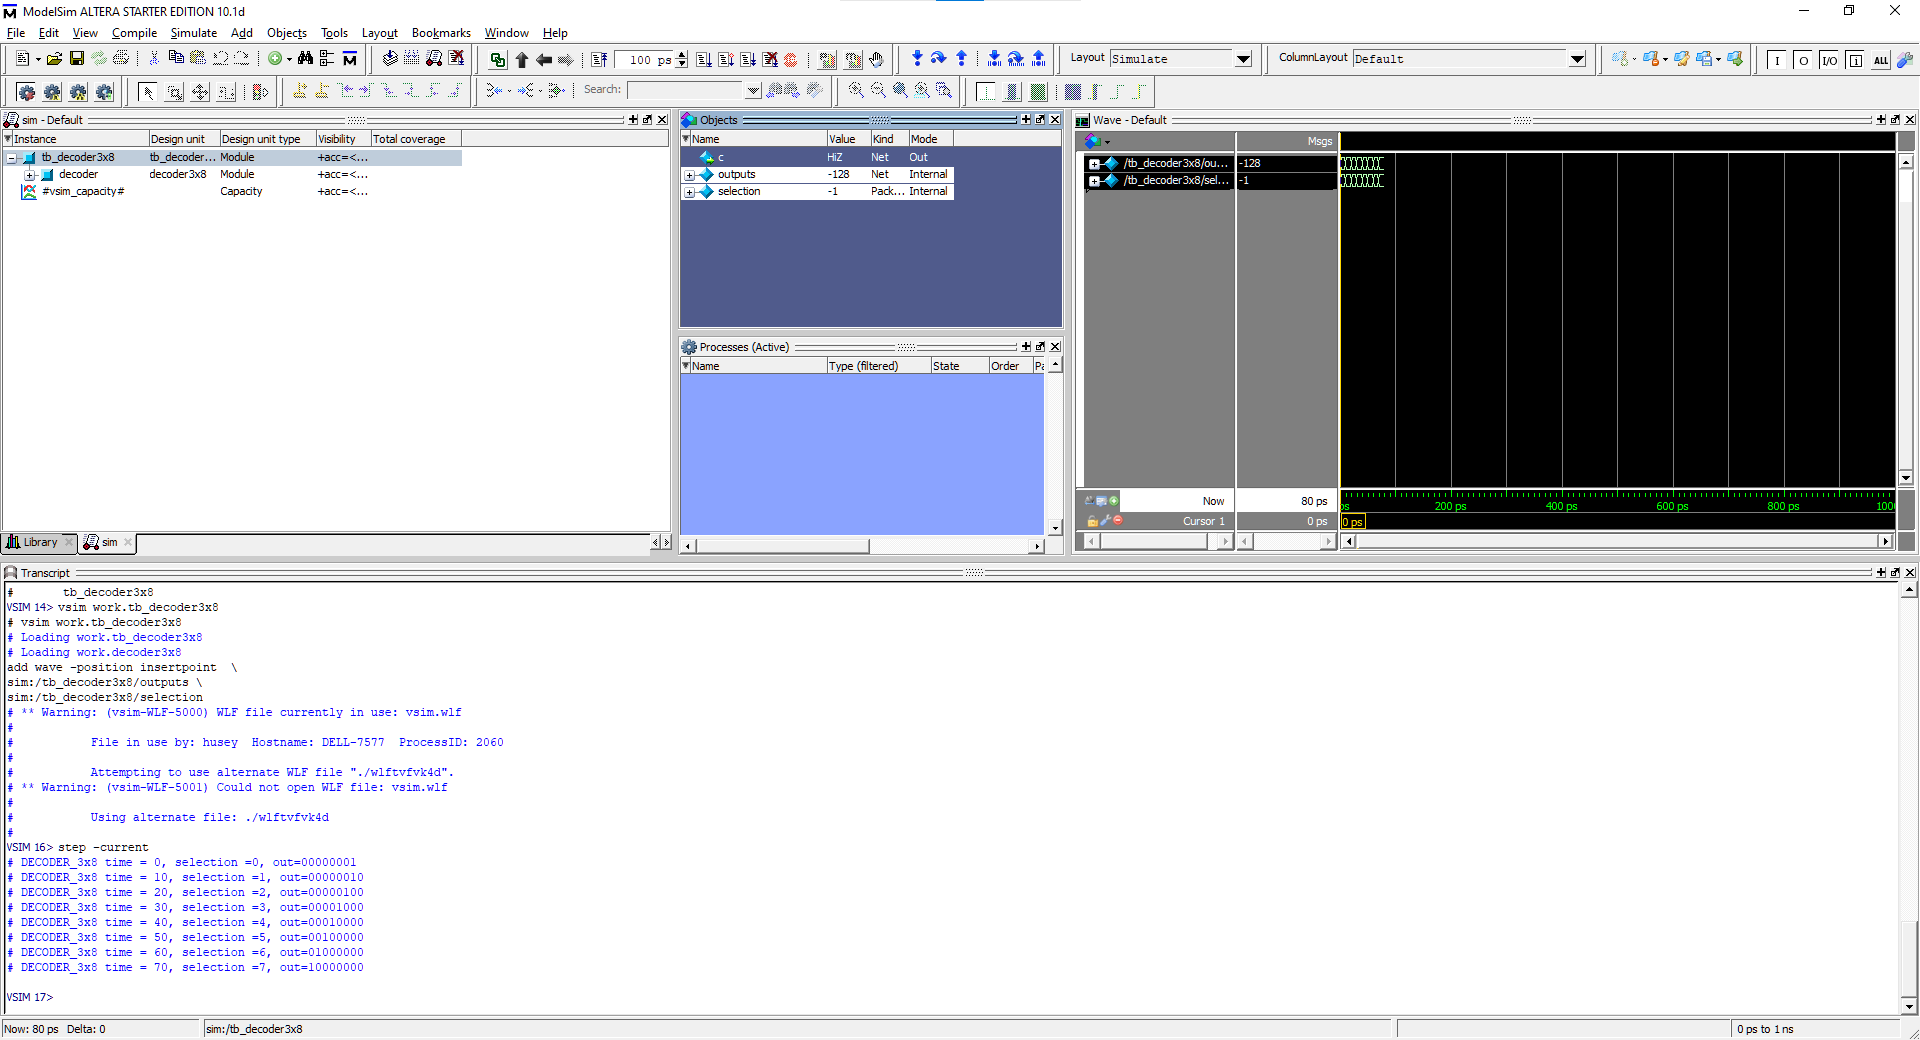 ModelSim ALTERA STARTER EDITION 10.1d
File Edit View Compile Simulate Add Objects Tools Layout Bookmarks Window Help
100 ps
Layout Simulate
ColumnLayout Default
ALL
Search:
sim - Default
Instance Design unit Design unit type Visibility Total coverage
tb_decoder3x8 tb_decoder... Module +acc=<...
decoder decoder3x8 Module +acc=<...
#vsim_capacity# Capacity +acc=<...
Library sim
Objects
Name Value Kind Mode
c HiZ Net Out
outputs -128 Net Internal
selection -1 Pack... Internal
Processes (Active)
Name Type (filtered) State Order Pa
Wave - Default
Msgs
/tb_decoder3x8/ou... -128
/tb_decoder3x8/sel... -1
Now 80 ps
ps 200 ps 400 ps 600 ps 800 ps 1000
Cursor 1 0 ps
0 ps
Transcript
# tb_decoder3x8
VSIM 14> vsim work.tb_decoder3x8
# vsim work.tb_decoder3x8
# Loading work.tb_decoder3x8
# Loading work.decoder3x8
add wave -position insertpoint \
sim:/tb_decoder3x8/outputs \
sim:/tb_decoder3x8/selection
# ** Warning: (vsim-WLF-5000) WLF file currently in use: vsim.wlf
#
# File in use by: husey Hostname: DELL-7577 ProcessID: 2060
#
# Attempting to use alternate WLF file "./wlftvfvk4d".
# ** Warning: (vsim-WLF-5001) Could not open WLF file: vsim.wlf
#
# Using alternate file: ./wlftvfvk4d
#
VSIM 16> step -current
# DECODER_3x8 time = 0, selection =0, out=00000001
# DECODER_3x8 time = 10, selection =1, out=00000010
# DECODER_3x8 time = 20, selection =2, out=00000100
# DECODER_3x8 time = 30, selection =3, out=00001000
# DECODER_3x8 time = 40, selection =4, out=00010000
# DECODER_3x8 time = 50, selection =5, out=00100000
# DECODER_3x8 time = 60, selection =6, out=01000000
# DECODER_3x8 time = 70, selection =7, out=10000000
VSIM 17>
Now: 80 ps Delta: 0
sim:/tb_decoder3x8
0 ps to 1 ns